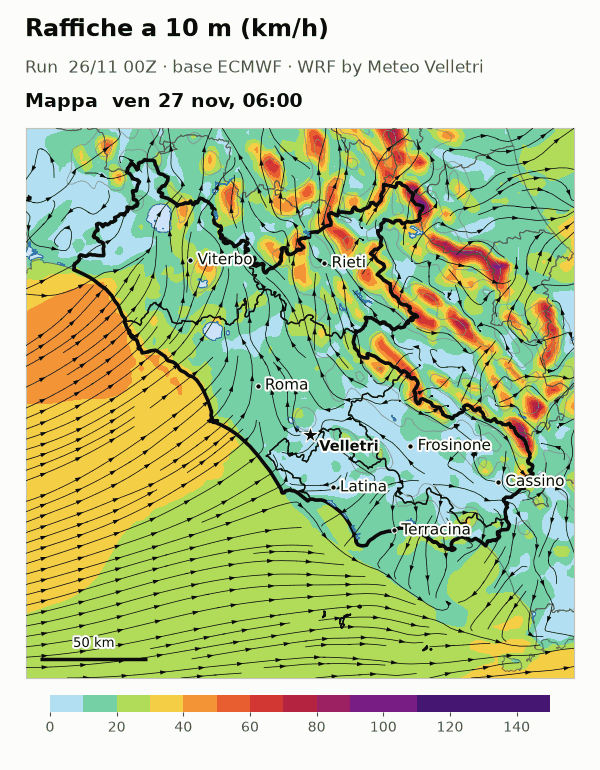 Raffiche a 10 m (km/h)
Run 26/11 00Z · base ECMWF · WRF by Meteo Velletri
Mappa ven 27 nov, 06:00
Viterbo
Rieti
Roma
Velletri
Frosinone
Cassino
Latina
Terracina
50 km
0 20 40 60 80 100 120 140